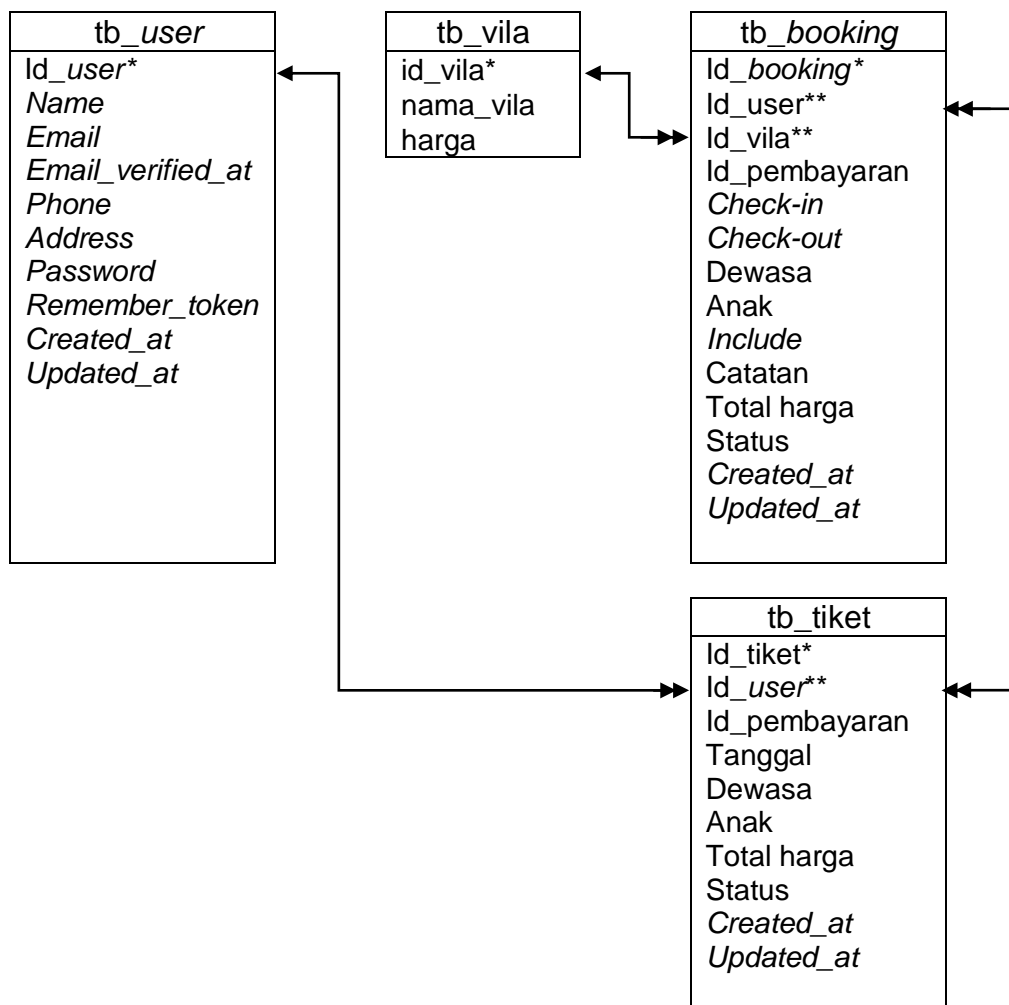 tb_user
Id_user*
Name
Email
Email_verified_at
Phone
Address
Password
Remember_token
Created_at
Updated_at
tb_vila
id_vila*
nama_vila
harga
tb_booking
Id_booking*
Id_user**
Id_vila**
Id_pembayaran
Check-in
Check-out
Dewasa
Anak
Include
Catatan
Total harga
Status
Created_at
Updated_at
tb_tiket
Id_tiket*
Id_user**
Id_pembayaran
Tanggal
Dewasa
Anak
Total harga
Status
Created_at
Updated_at